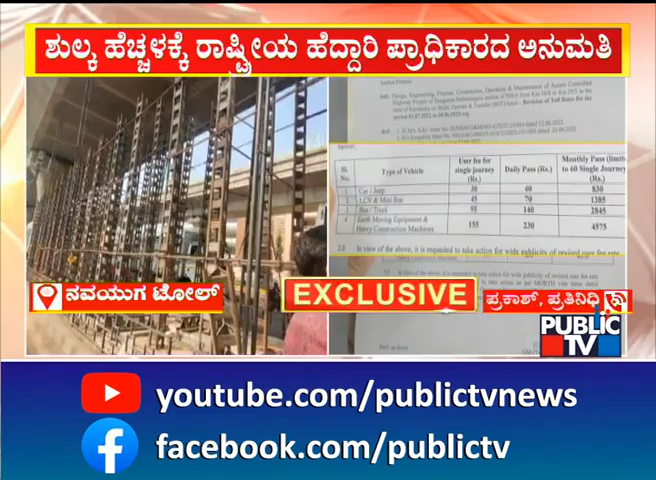 ಶುಲ್ಕ ಹೆಚ್ಚಳಕ್ಕೆ ರಾಷ್ಟ್ರೀಯ ಹೆದ್ದಾರಿ ಪ್ರಾಧಿಕಾರದ ಅನುಮತಿ
Sl. No. Type of Vehicle User fee for single journey (Rs.) Daily Pass (Rs.) Monthly Pass (limit to 60 Single Journey (Rs.)
1 Car / Jeep 30 40 830
2 LCV & Mini Bus 45 70 1385
3 Bus / Truck 95 140 2845
4 Earth Moving Equipment & Heavy Construction Machines 155 230 4575
2.0 In view of the above, it is requested to take action for wide publicity of revised user fee rate
ನವಯುಗ ಟೋಲ್
EXCLUSIVE
ಪ್ರಕಾಶ್, ಪ್ರತಿನಿಧಿ
PUBLIC TV
youtube.com/publictvnews
facebook.com/publictv